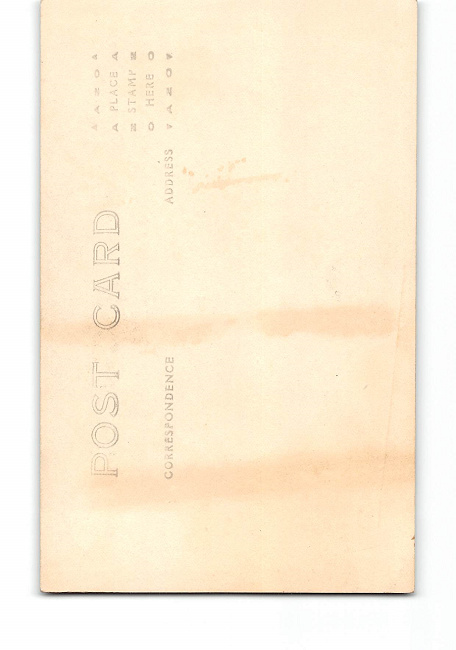 POST CARD
▲ A Z O ▲
A PLACE A
Z STAMP Z
O HERE O
▼ A Z O ▼
CORRESPONDENCE
ADDRESS